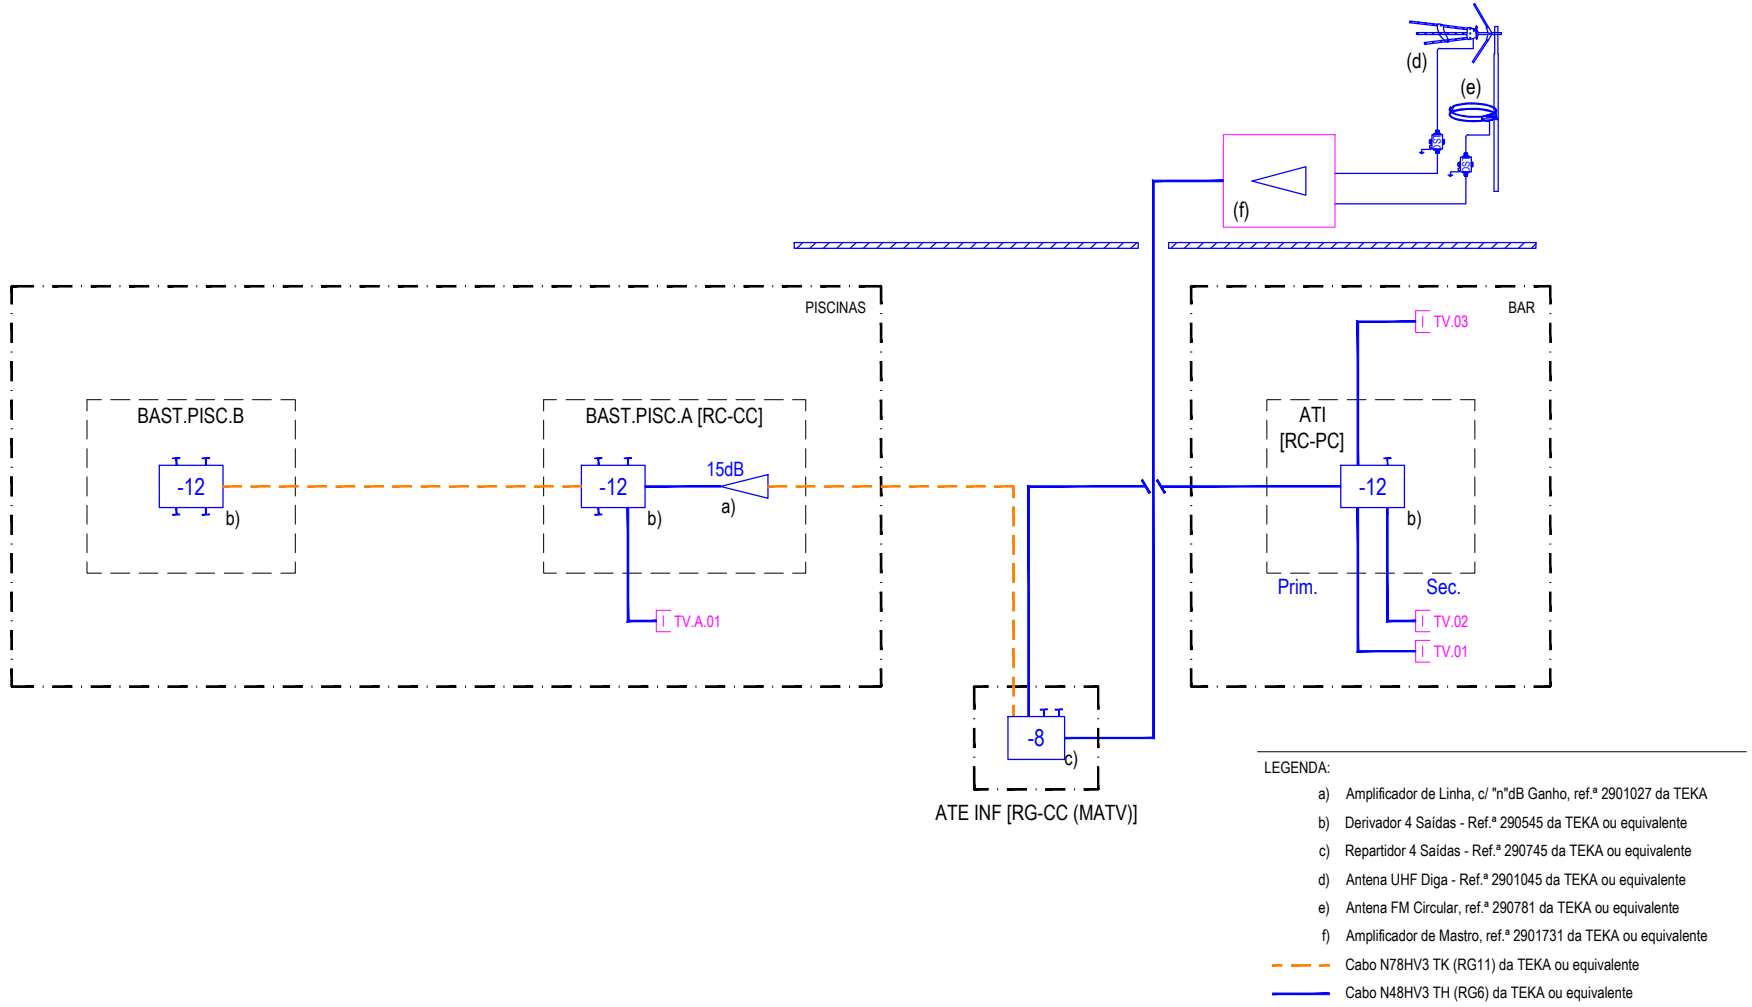 (d)
(e)
DST
DST
(f)
PISCINAS
BAR
TV.03
BAST.PISC.B
BAST.PISC.A [RC-CC]
ATI
[RC-PC]
15dB
-12
-12
-12
a)
b)
b)
b)
Prim.
Sec.
TV.A.01
TV.02
TV.01
-8
c)
ATE INF [RG-CC (MATV)]
LEGENDA:
a) Amplificador de Linha, c/ "n"dB Ganho, ref.ª 2901027 da TEKA
b) Derivador 4 Saídas - Ref.ª 290545 da TEKA ou equivalente
c) Repartidor 4 Saídas - Ref.ª 290745 da TEKA ou equivalente
d) Antena UHF Diga - Ref.ª 2901045 da TEKA ou equivalente
e) Antena FM Circular, ref.ª 290781 da TEKA ou equivalente
f) Amplificador de Mastro, ref.ª 2901731 da TEKA ou equivalente
Cabo N78HV3 TK (RG11) da TEKA ou equivalente
Cabo N48HV3 TH (RG6) da TEKA ou equivalente